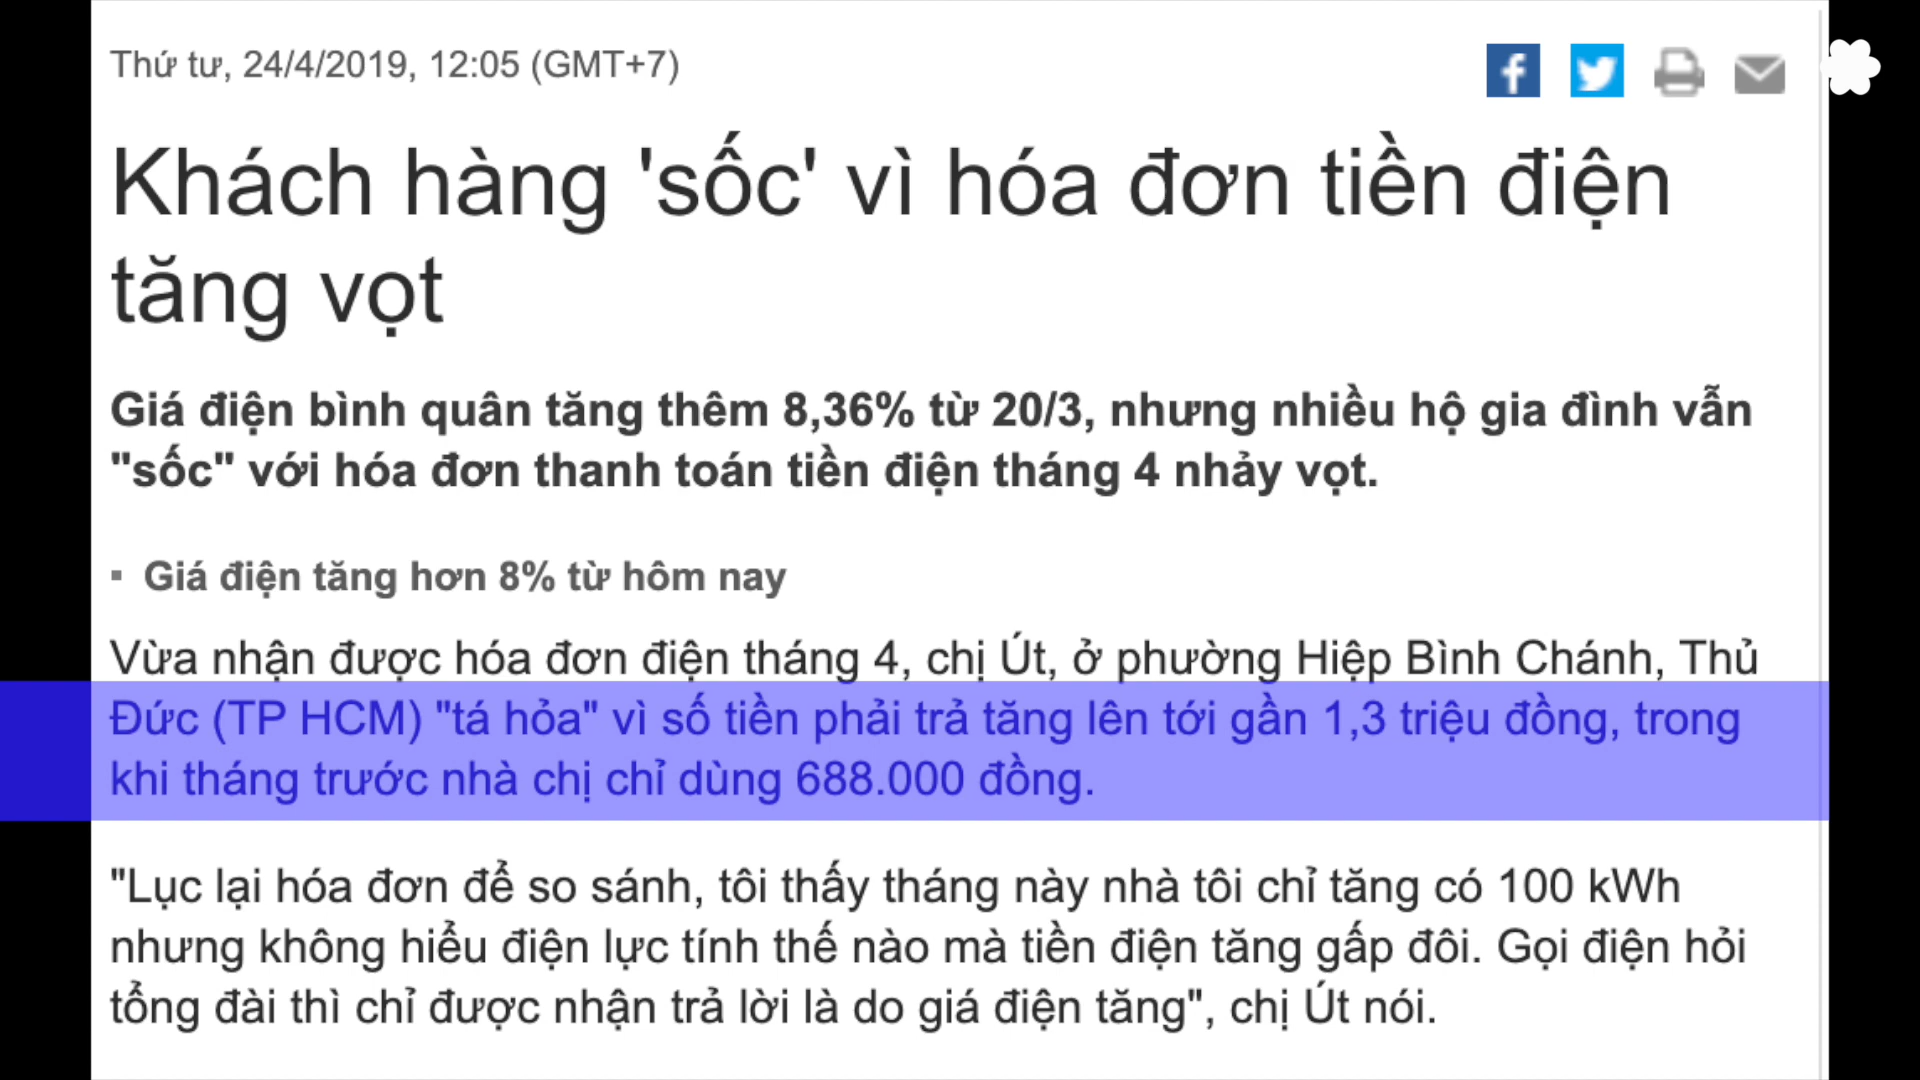 Thứ tư, 24/4/2019, 12:05 (GMT+7)
Khách hàng 'sốc' vì hóa đơn tiền điện
tăng vọt
Giá điện bình quân tăng thêm 8,36% từ 20/3, nhưng nhiều hộ gia đình vẫn
"sốc" với hóa đơn thanh toán tiền điện tháng 4 nhảy vọt.
▪ Giá điện tăng hơn 8% từ hôm nay
Vừa nhận được hóa đơn điện tháng 4, chị Út, ở phường Hiệp Bình Chánh, Thủ
Đức (TP HCM) "tá hỏa" vì số tiền phải trả tăng lên tới gần 1,3 triệu đồng, trong
khi tháng trước nhà chị chỉ dùng 688.000 đồng.
"Lục lại hóa đơn để so sánh, tôi thấy tháng này nhà tôi chỉ tăng có 100 kWh
nhưng không hiểu điện lực tính thế nào mà tiền điện tăng gấp đôi. Gọi điện hỏi
tổng đài thì chỉ được nhận trả lời là do giá điện tăng", chị Út nói.